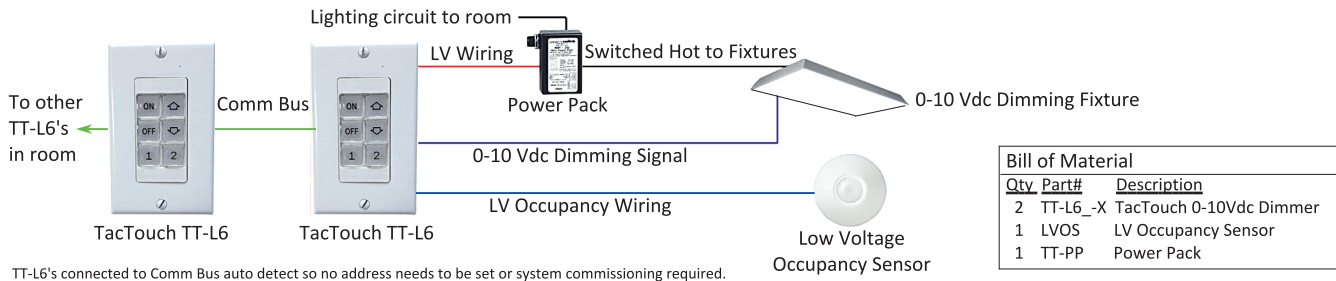 Lighting circuit to room
LV Wiring
Switched Hot to Fixtures
Power Pack
0-10 Vdc Dimming Fixture
To other
TT-L6's
in room
Comm Bus
ON
OFF
1 2
ON
OFF
1 2
0-10 Vdc Dimming Signal
LV Occupancy Wiring
TacTouch TT-L6
TacTouch TT-L6
Low Voltage
Occupancy Sensor
Bill of Material
Qty Part# Description
2 TT-L6_-X TacTouch 0-10Vdc Dimmer
1 LVOS LV Occupancy Sensor
1 TT-PP Power Pack
TT-L6's connected to Comm Bus auto detect so no address needs to be set or system commissioning required.